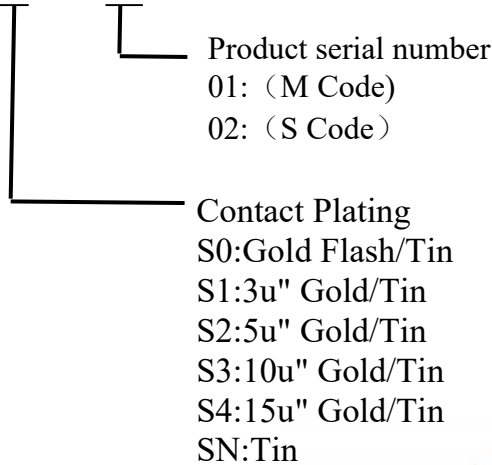 Product serial number
01:（M Code)
02:（S Code）
Contact Plating
S0:Gold Flash/Tin
S1:3u" Gold/Tin
S2:5u" Gold/Tin
S3:10u" Gold/Tin
S4:15u" Gold/Tin
SN:Tin